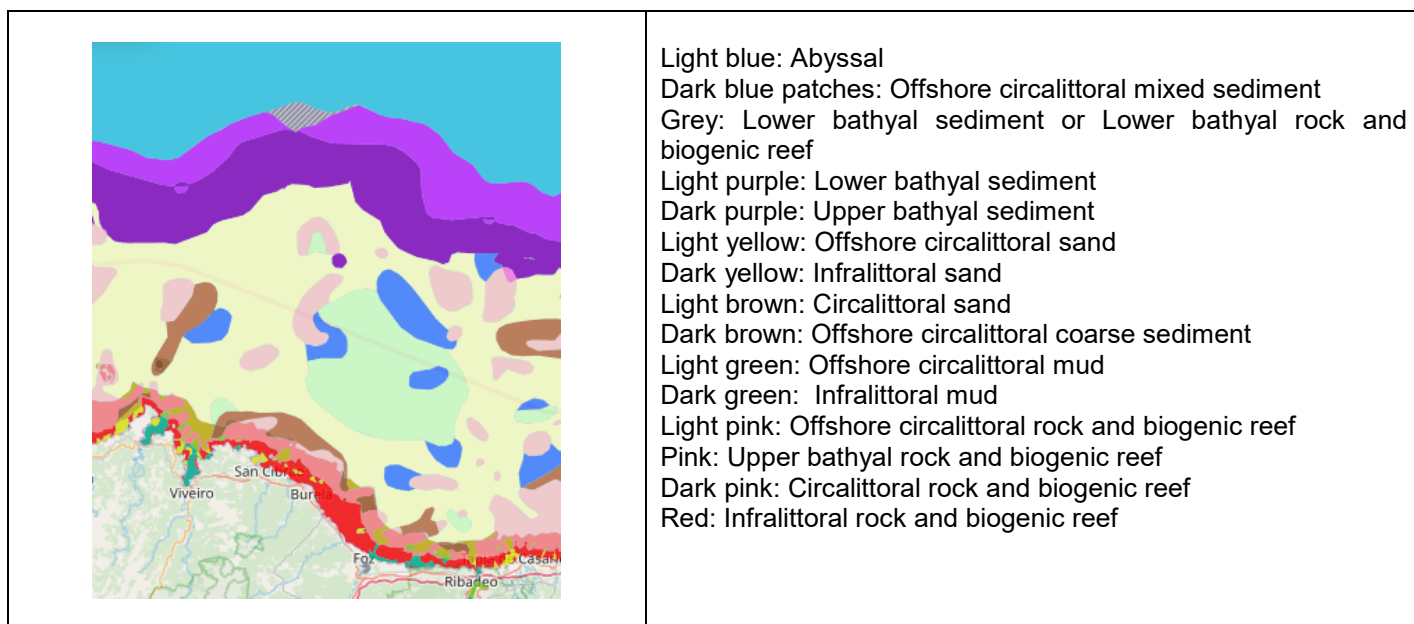 Light blue: Abyssal
Dark blue patches: Offshore circalittoral mixed sediment
Grey: Lower bathyal sediment or Lower bathyal rock and
biogenic reef
Light purple: Lower bathyal sediment
Dark purple: Upper bathyal sediment
Light yellow: Offshore circalittoral sand
Dark yellow: Infralittoral sand
Light brown: Circalittoral sand
Dark brown: Offshore circalittoral coarse sediment
Light green: Offshore circalittoral mud
Dark green: Infralittoral mud
Light pink: Offshore circalittoral rock and biogenic reef
Pink: Upper bathyal rock and biogenic reef
Dark pink: Circalittoral rock and biogenic reef
Red: Infralittoral rock and biogenic reef
San Cibrao
Viveiro
Burela
Foz
Ribadeo